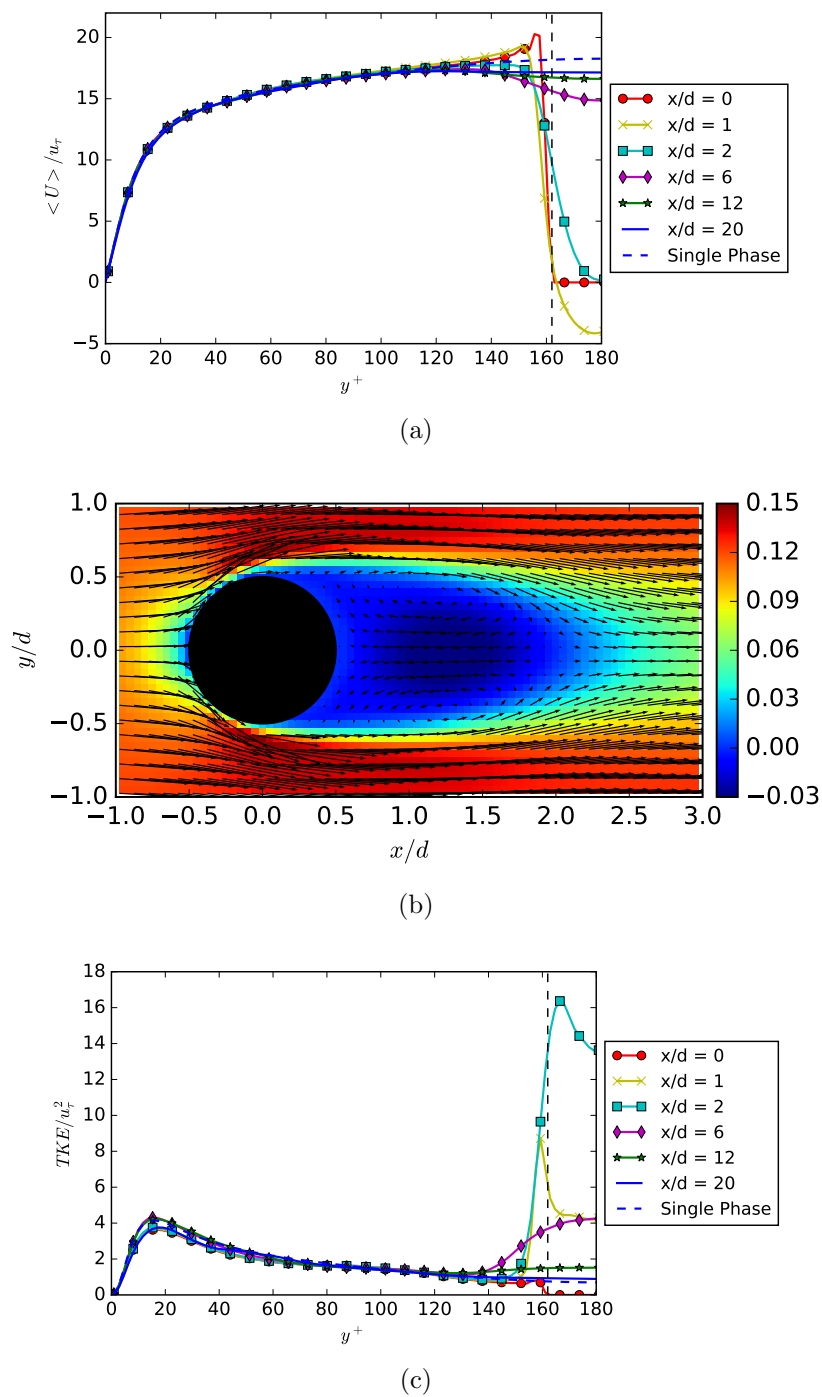 20
15
10
5
0
−5
<U>/uτ
0 20 40 60 80 100 120 140 160 180
y+
x/d = 0
x/d = 1
x/d = 2
x/d = 6
x/d = 12
x/d = 20
Single Phase
(a)
1.0
0.5
0.0
−0.5
−1.0
y/d
−1.0 −0.5 0.0 0.5 1.0 1.5 2.0 2.5 3.0
x/d
0.15
0.12
0.09
0.06
0.03
0.00
−0.03
(b)
18
16
14
12
10
8
6
4
2
0
TKE/uτ²
0 20 40 60 80 100 120 140 160 180
y+
x/d = 0
x/d = 1
x/d = 2
x/d = 6
x/d = 12
x/d = 20
Single Phase
(c)